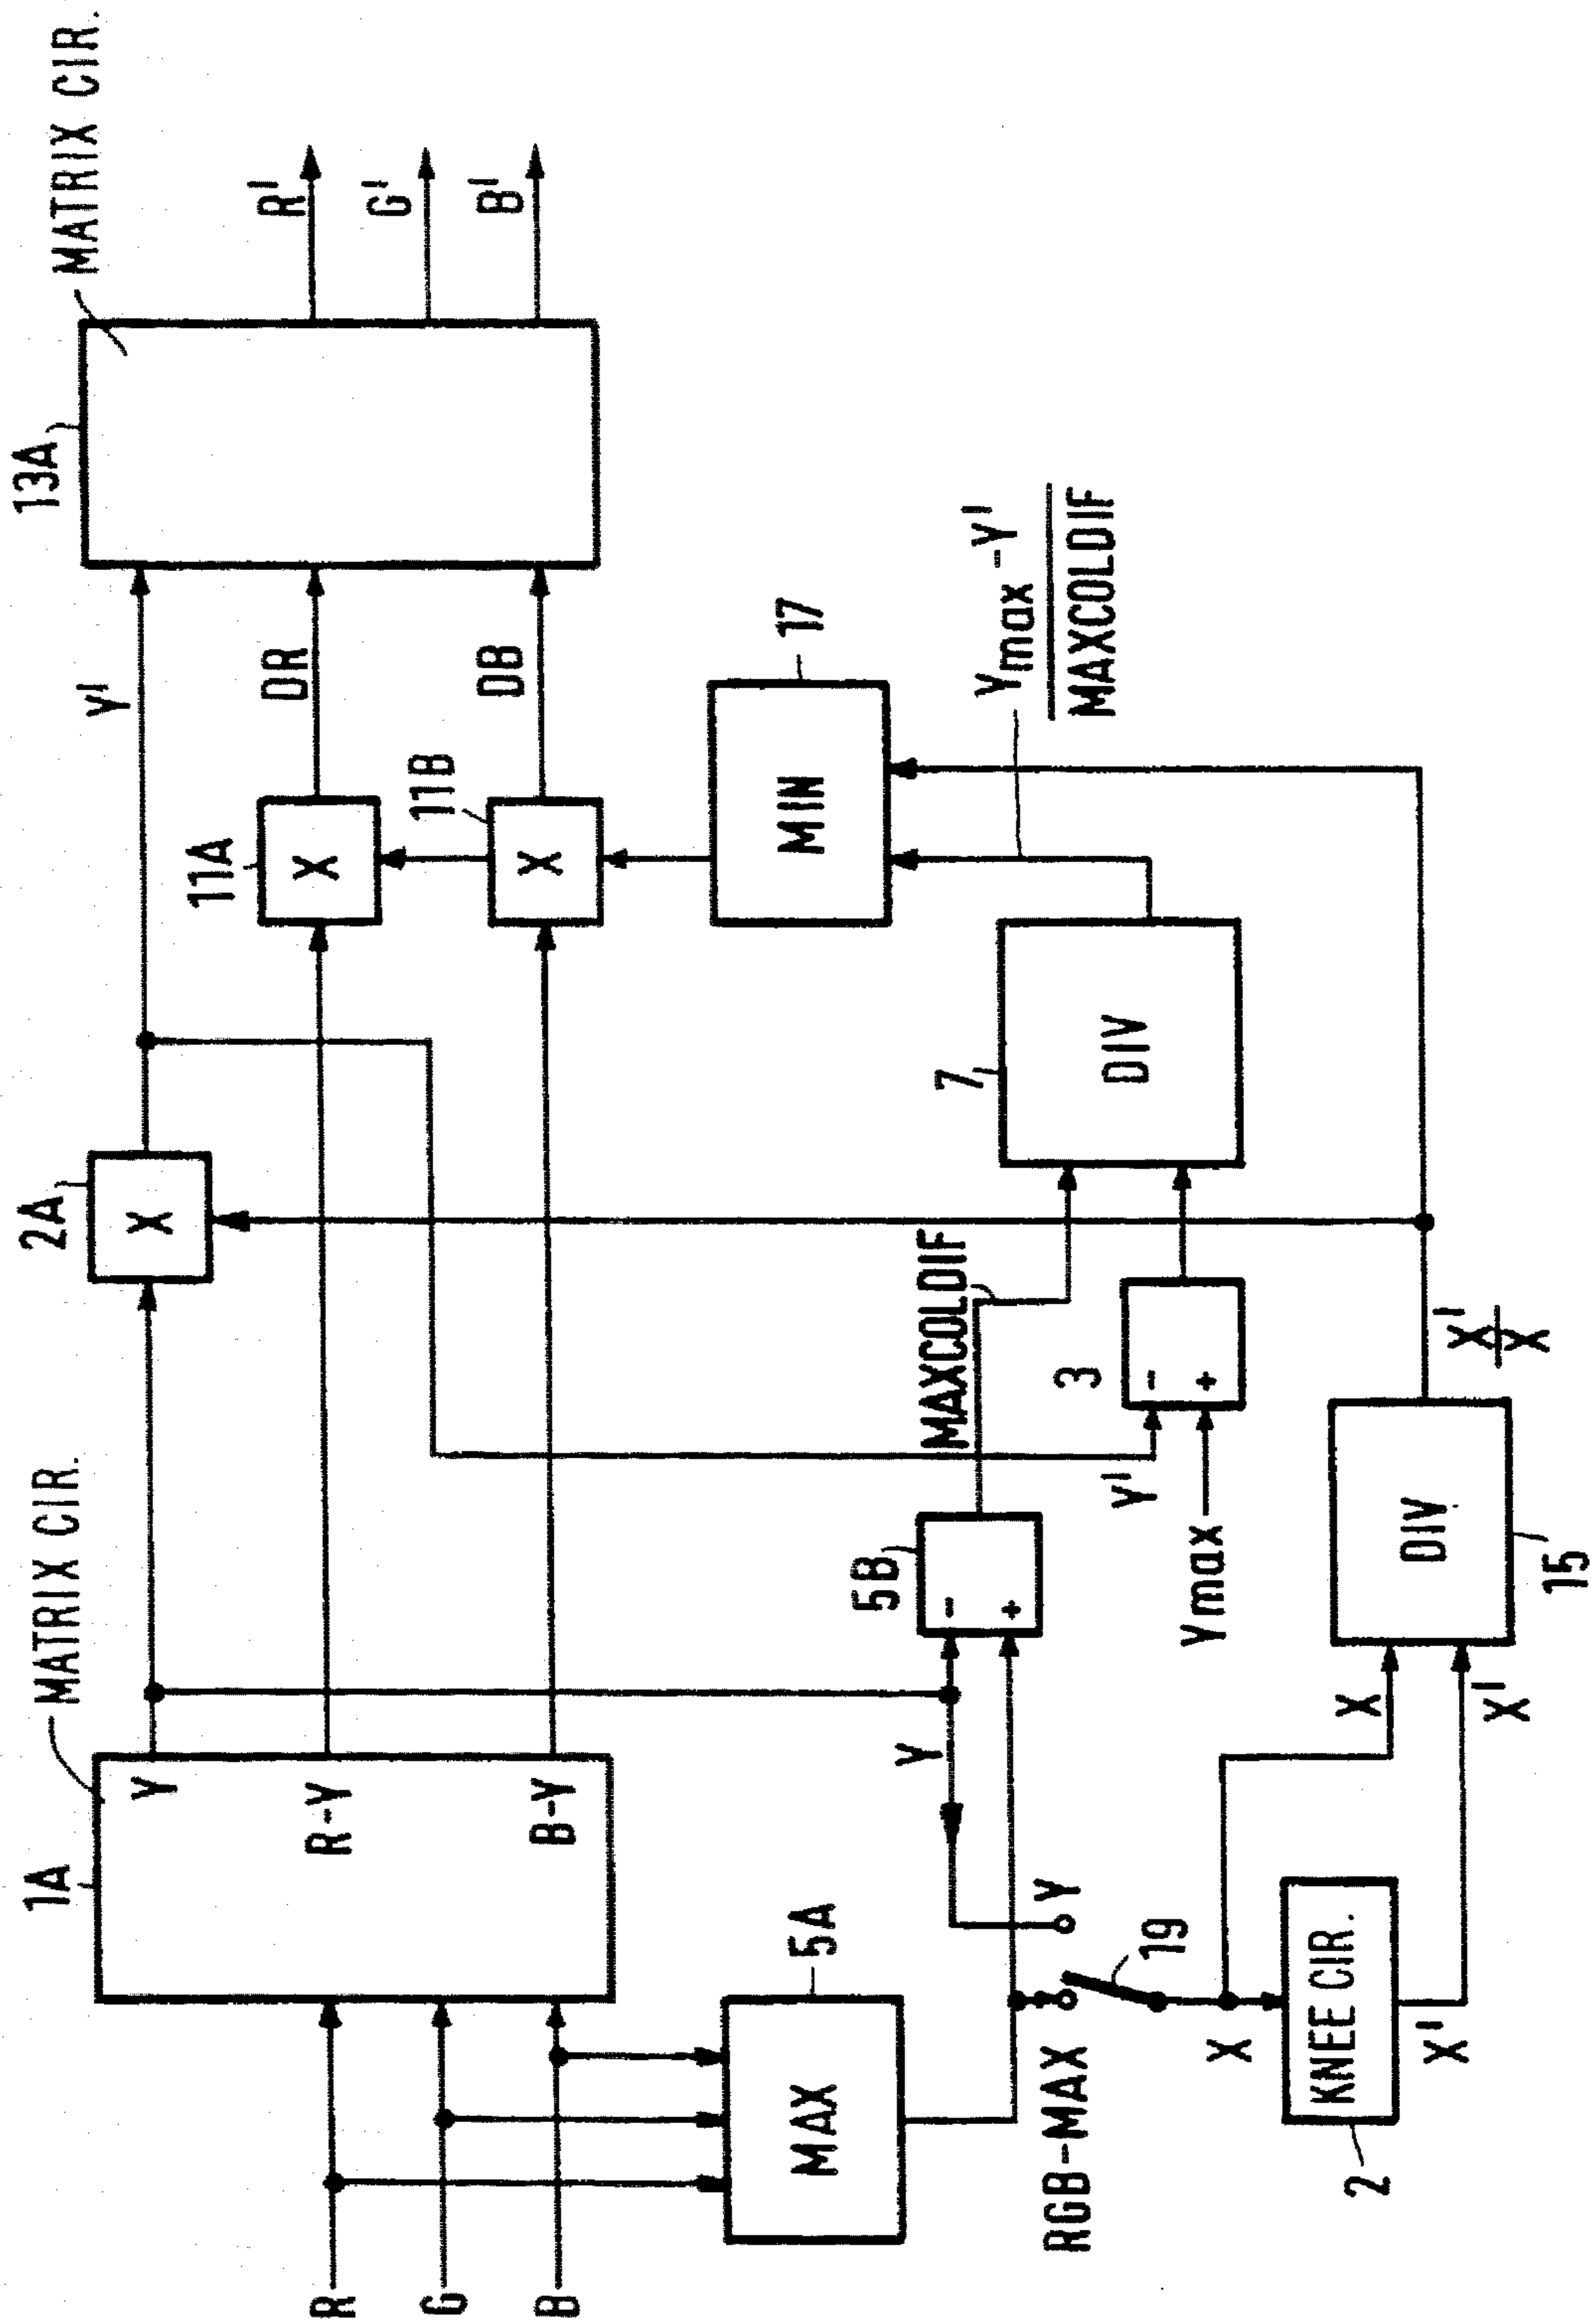 MATRIX CIR.
MATRIX CIR.
1A
2A
13A
Y
Y'
R'
R-Y
11A
X
X
DR
G'
B-Y
11B
X
DB
B'
R
G
B
5A
MAX
5B
-
+
Y
MAXCOLDIF
7
DIV
MIN
17
Y
RGB-MAX
19
Y'
Ymax
3
-
+
Ymax-Y'
MAXCOLDIF
X
X
DIV
15
X'
X
KNEE CIR.
2
X'
X'